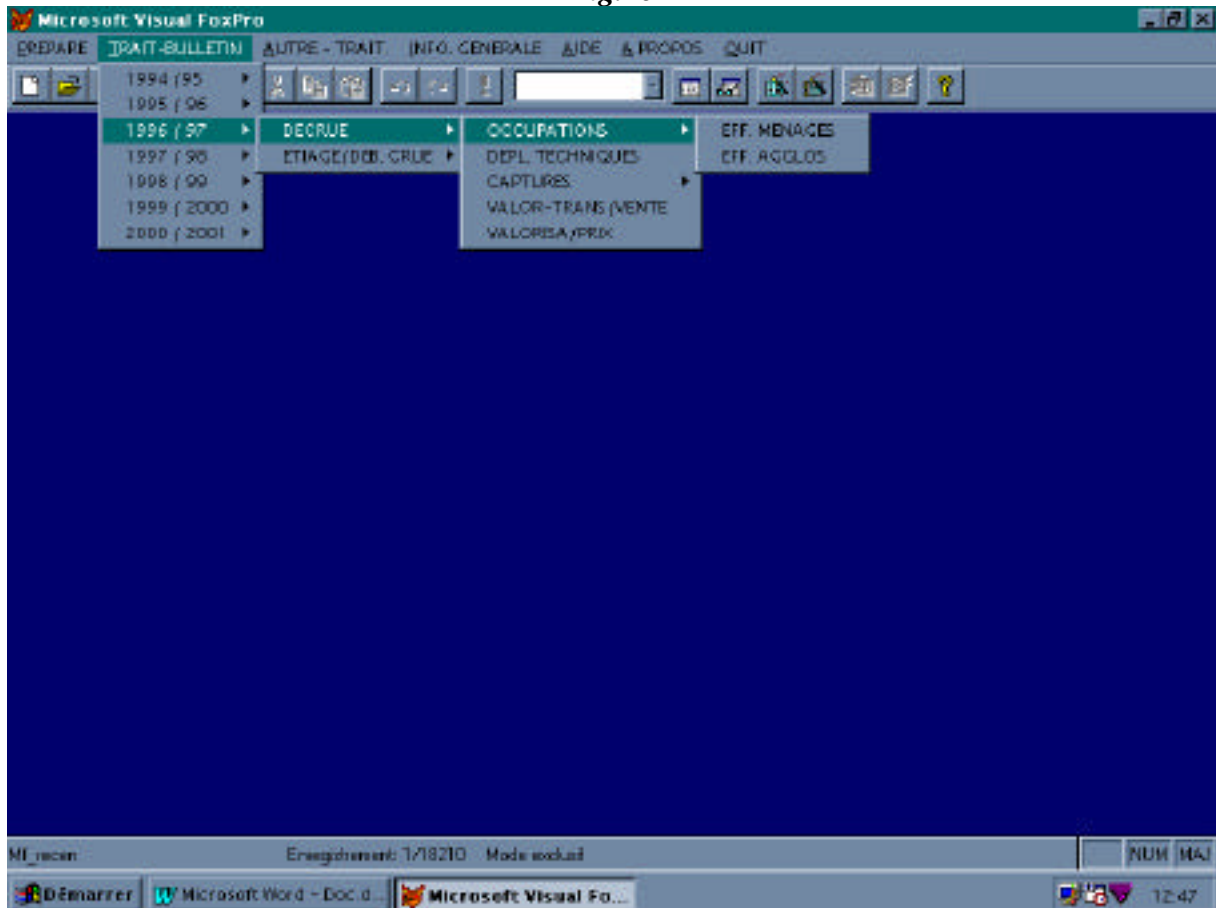 Microsoft Visual FoxPro
PREPARE TRAIT-BULLETIN AUTRE - TRAIT. INFO. GENERALE AIDE A PROPOS QUIT
1994 / 95
1995 / 96
1996 / 97 DECRUE OCCUPATIONS EFF. MENAGES
1997 / 98 ETIAGE/DEB. CRUE DEPL. TECHNIQUES EFF. AGGLOS
1998 / 99 CAPTURES
1999 / 2000 VALOR-TRANS/VENTE
2000 / 2001 VALORISA/PRIX
Mf_recen Enregistrement: 1/18210 Mode exclusif NUM MAJ
Démarrer Microsoft Word - Doc.d... Microsoft Visual Fo... 12:47